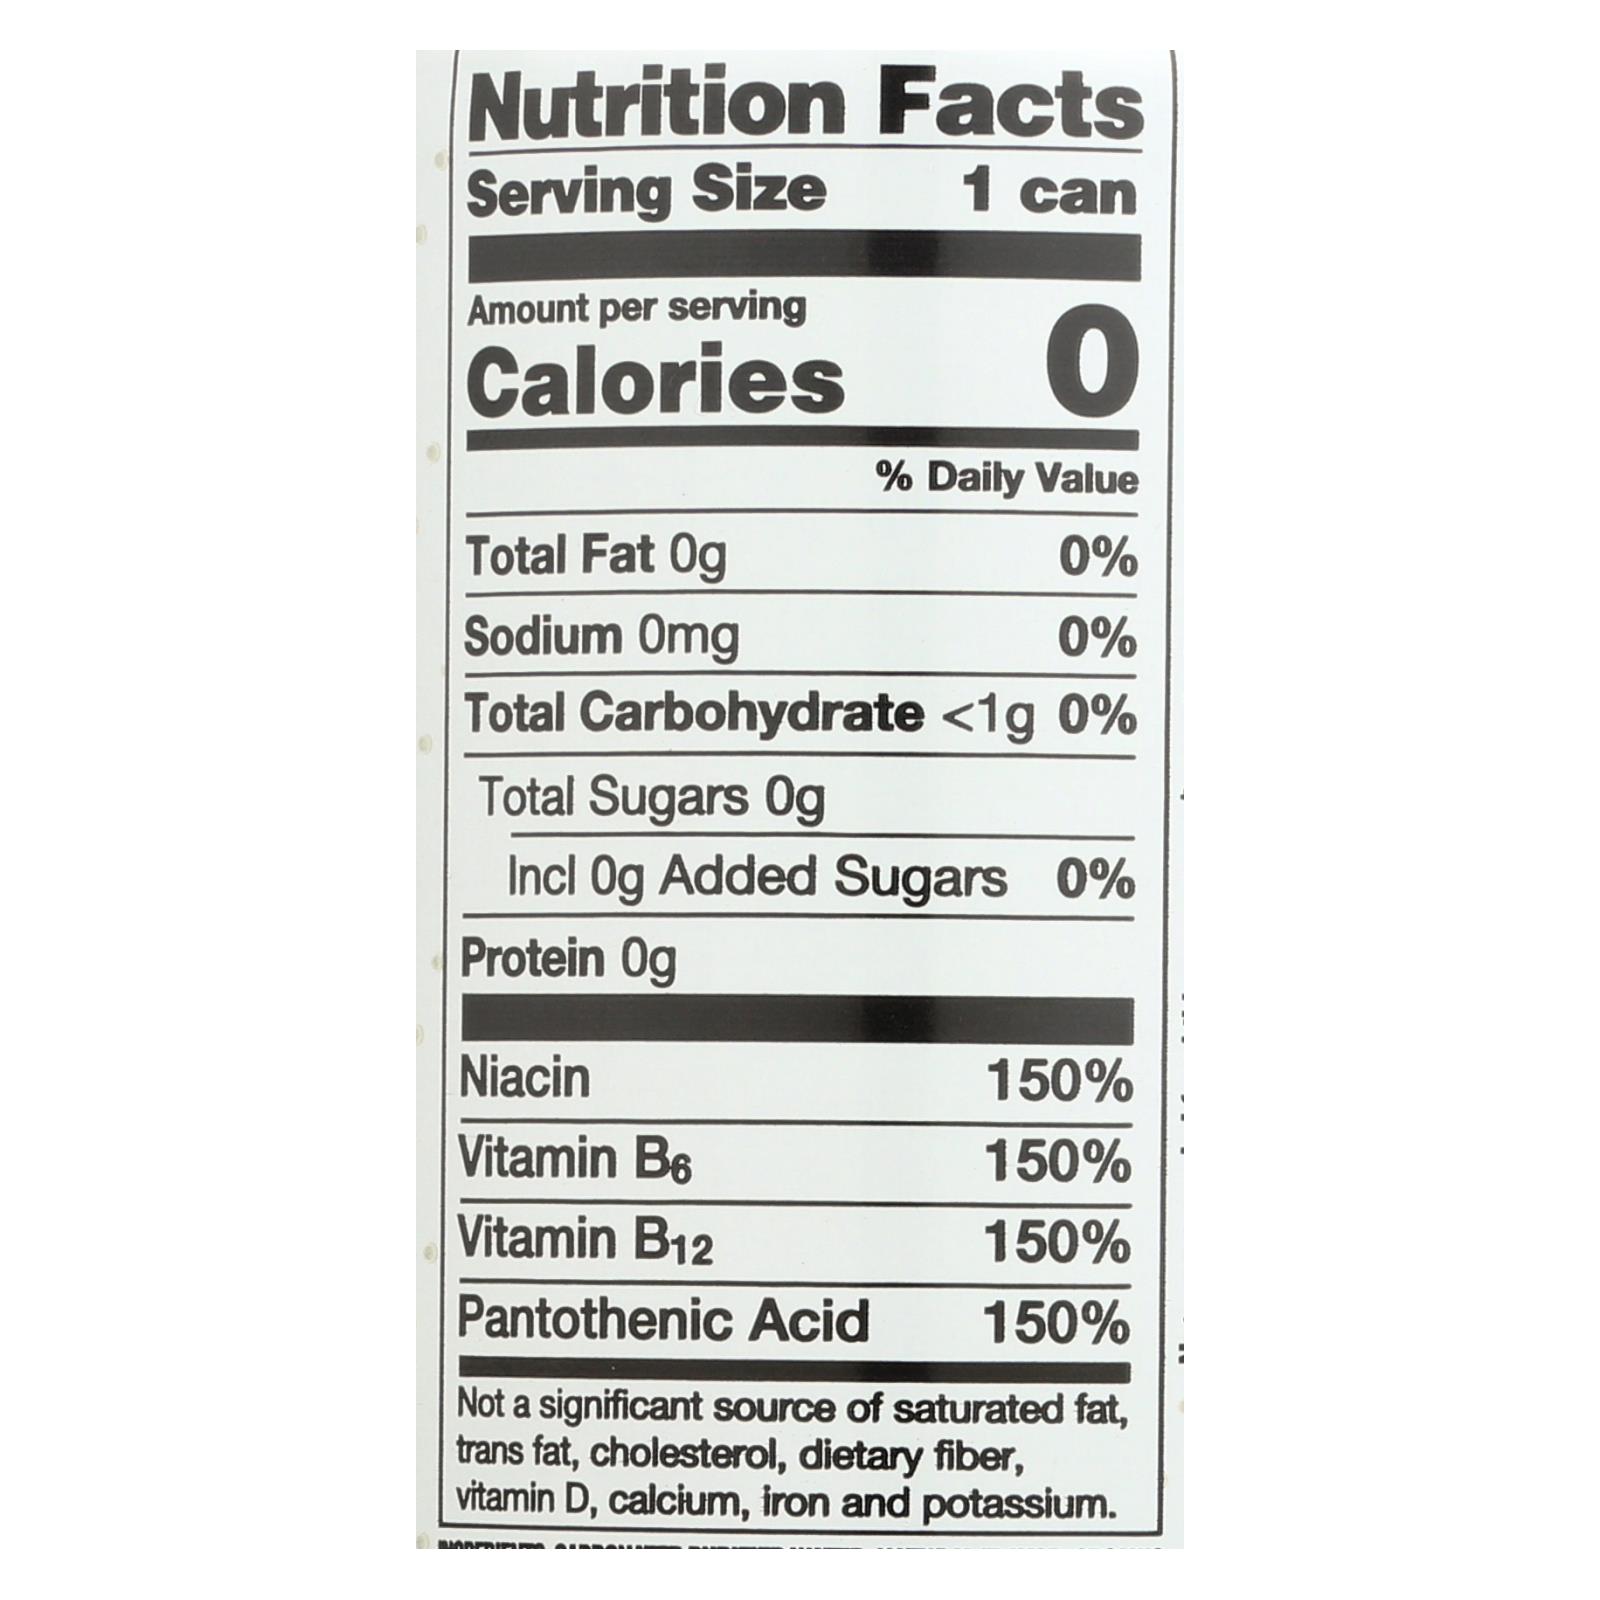 Nutrition Facts
Serving Size 1 can
Amount per serving
Calories 0
% Daily Value
Total Fat 0g 0%
Sodium 0mg 0%
Total Carbohydrate <1g 0%
Total Sugars 0g
Incl 0g Added Sugars 0%
Protein 0g
Niacin 150%
Vitamin B6 150%
Vitamin B12 150%
Pantothenic Acid 150%
Not a significant source of saturated fat,
trans fat, cholesterol, dietary fiber,
vitamin D, calcium, iron and potassium.